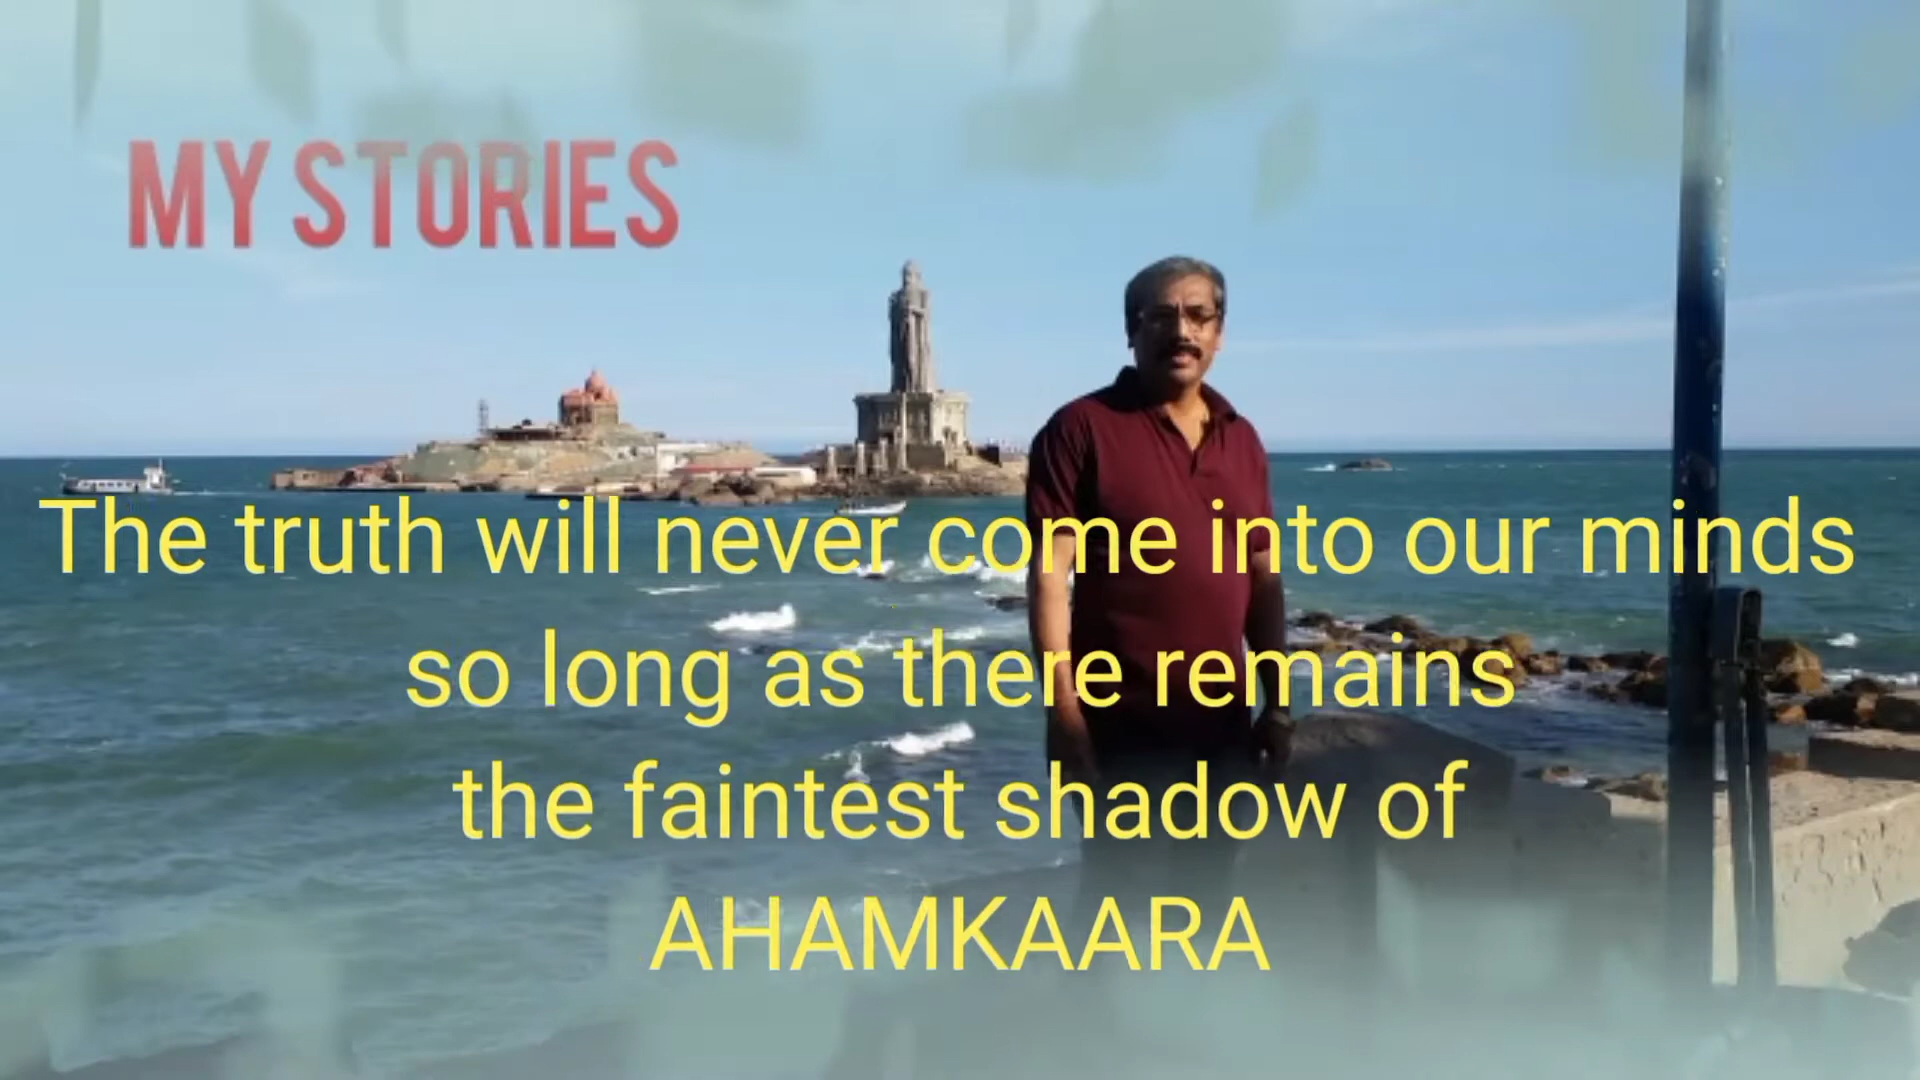 MY STORIES
The truth will never come into our minds
so long as there remains
the faintest shadow of
AHAMKAARA